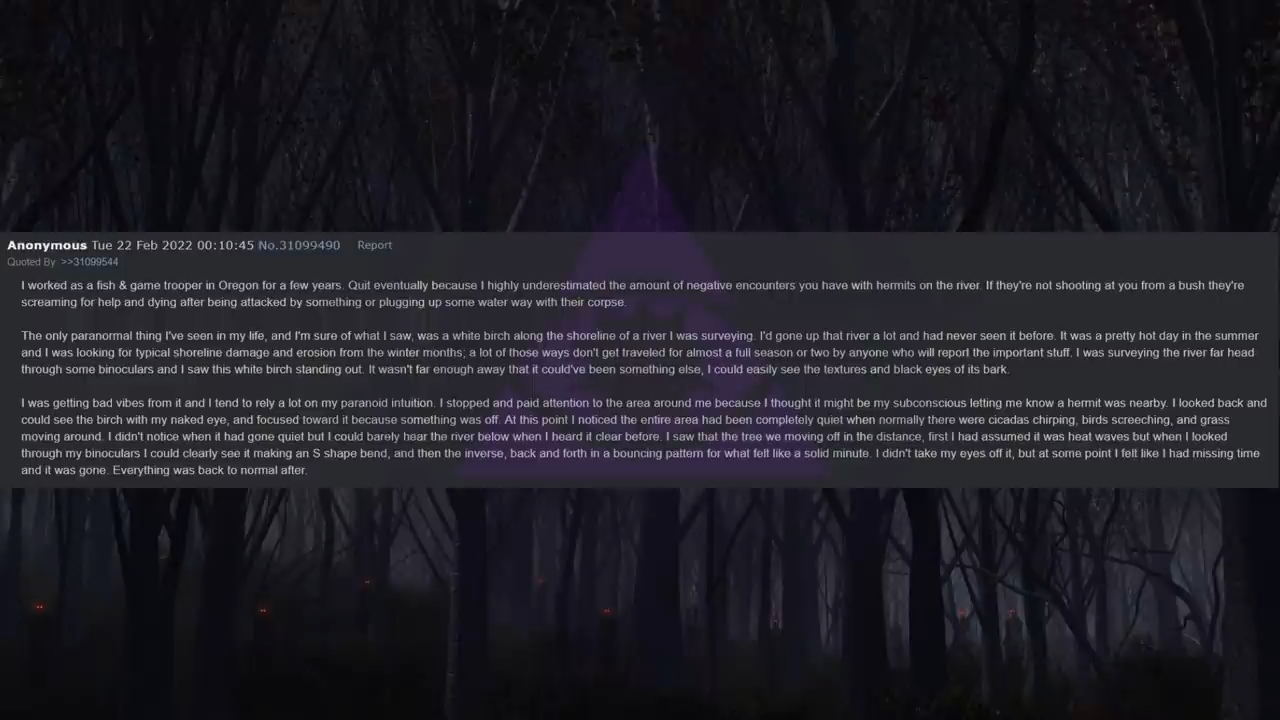 Anonymous Tue 22 Feb 2022 00:10:45 No.31099490 Report
Quoted By >>31099544
I worked as a fish & game trooper in Oregon for a few years. Quit eventually because I highly underestimated the amount of negative encounters you have with hermits on the river. If they're not shooting at you from a bush they're
screaming for help and dying after being attacked by something or plugging up some water way with their corpse.
The only paranormal thing I've seen in my life, and I'm sure of what I saw, was a white birch along the shoreline of a river I was surveying. I'd gone up that river a lot and had never seen it before. It was a pretty hot day in the summer
and I was looking for typical shoreline damage and erosion from the winter months; a lot of those ways don't get traveled for almost a full season or two by anyone who will report the important stuff. I was surveying the river far head
through some binoculars and I saw this white birch standing out. It wasn't far enough away that it could've been something else, I could easily see the textures and black eyes of its bark.
I was getting bad vibes from it and I tend to rely a lot on my paranoid intuition. I stopped and paid attention to the area around me because I thought it might be my subconscious letting me know a hermit was nearby. I looked back and
could see the birch with my naked eye, and focused toward it because something was off. At this point I noticed the entire area had been completely quiet when normally there were cicadas chirping, birds screeching, and grass
moving around. I didn't notice when it had gone quiet but I could barely hear the river below when I heard it clear before. I saw that the tree we moving off in the distance, first I had assumed it was heat waves but when I looked
through my binoculars I could clearly see it making an S shape bend, and then the inverse, back and forth in a bouncing pattern for what felt like a solid minute. I didn't take my eyes off it, but at some point I felt like I had missing time
and it was gone. Everything was back to normal after.